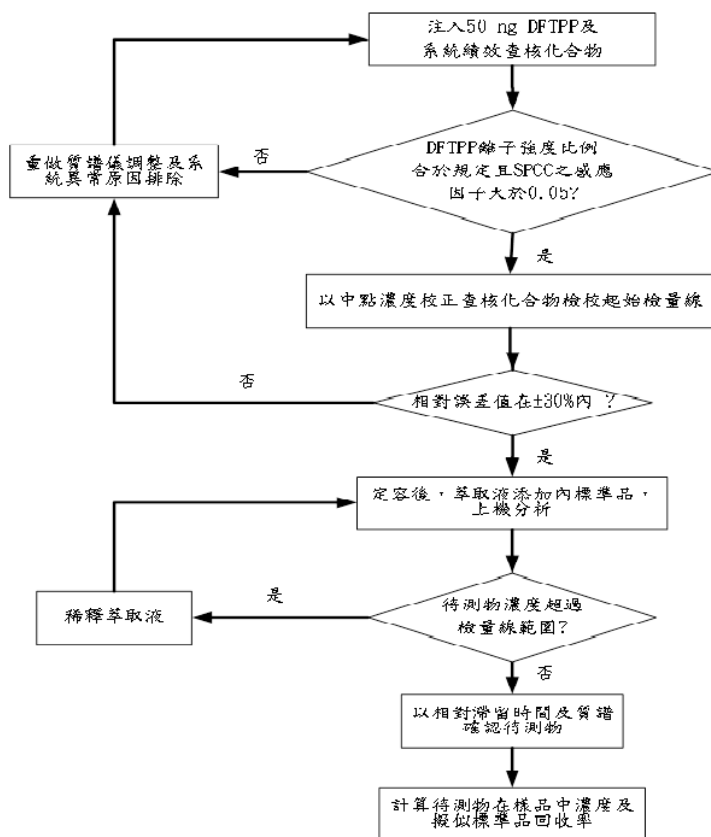 注入50 ng DFTPP及
系統績效查核化合物
DFTPP離子強度比例
合於規定且SPCC之感應
因子大於0.05?
否
重做質譜儀調整及系
統異常原因排除
是
以中點濃度校正查核化合物檢校起始檢量線
否
相對誤差值在±30%內 ?
是
定容後，萃取液添加內標準品，
上機分析
是
稀釋萃取液
待測物濃度超過
檢量線範圍?
否
以相對滯留時間及質譜
確認待測物
計算待測物在樣品中濃度及
擬似標準品回收率